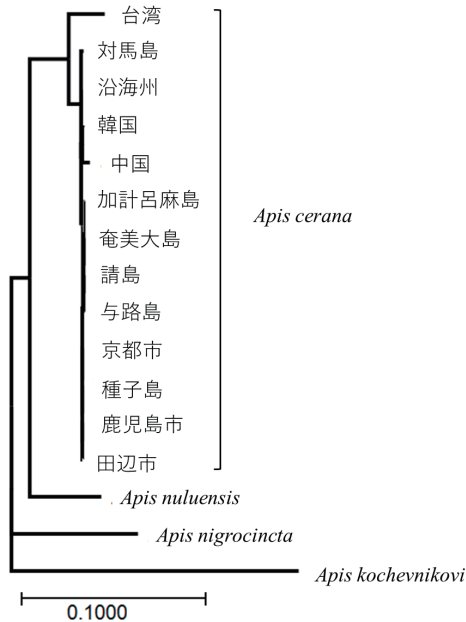 台湾
対馬島
沿海州
韓国
中国
加計呂麻島
奄美大島
請島
与路島
京都市
種子島
鹿児島市
田辺市
Apis cerana
Apis nuluensis
Apis nigrocincta
Apis kochevnikovi
0.1000